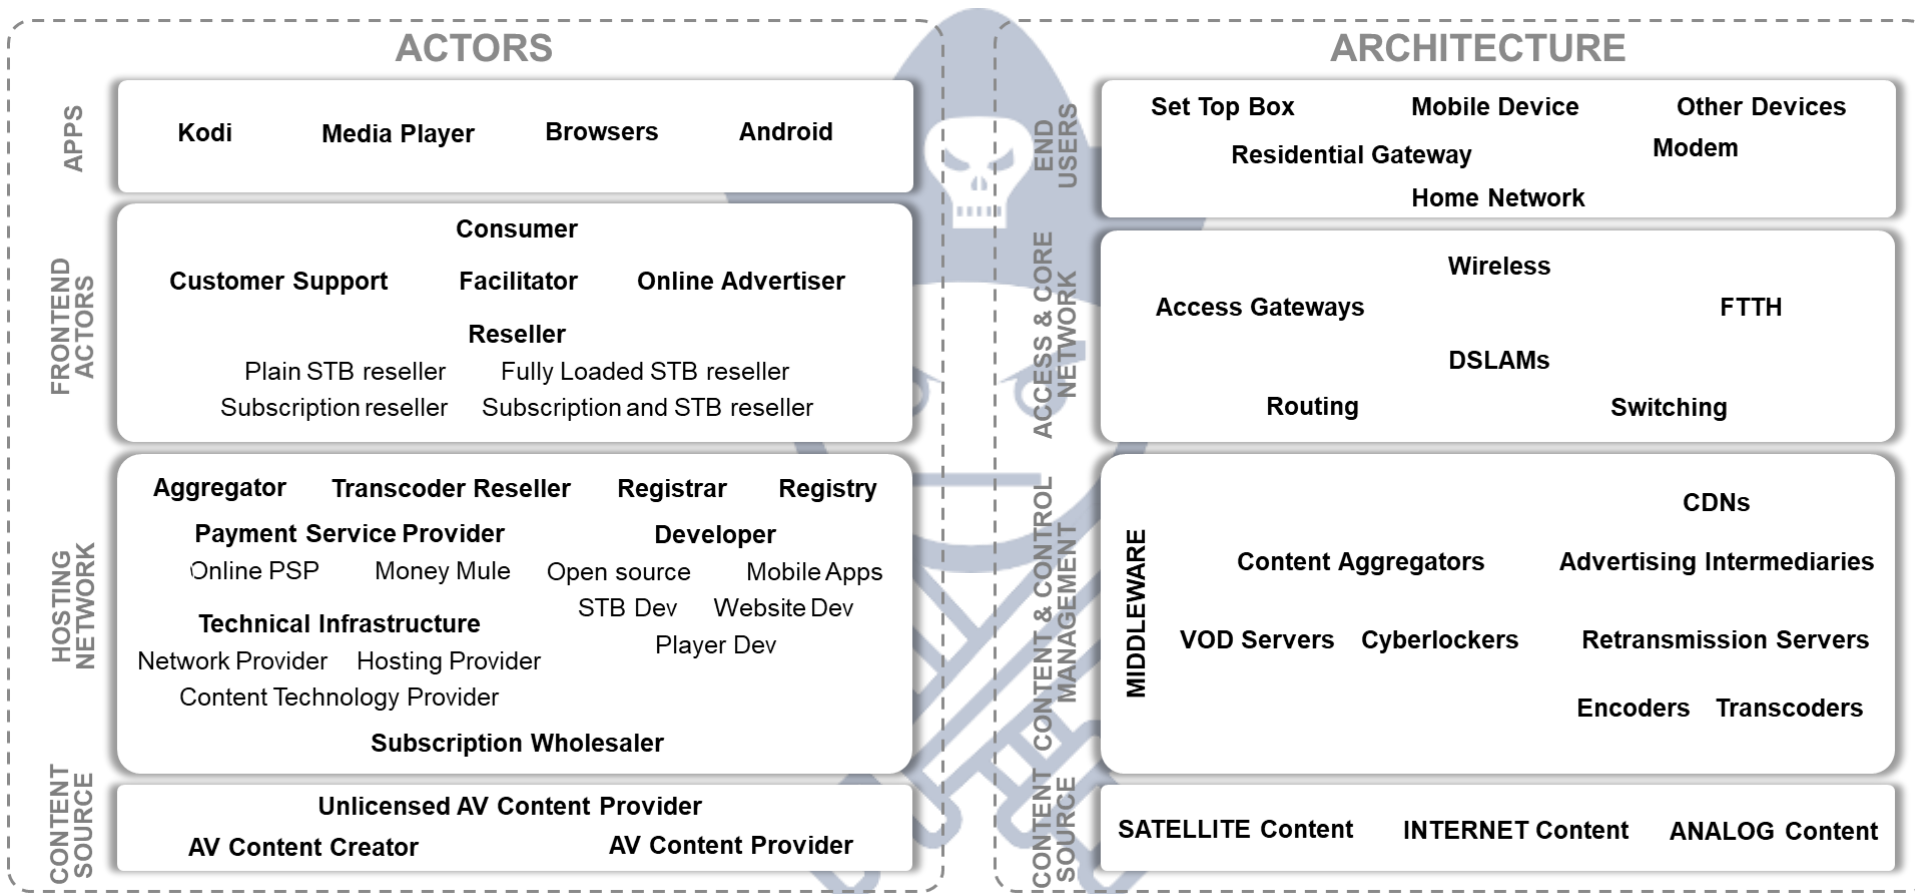 ACTORS
APPS
Kodi Media Player Browsers Android
FRONTEND
ACTORS
Consumer
Customer Support Facilitator Online Advertiser
Reseller
Plain STB reseller Fully Loaded STB reseller
Subscription reseller Subscription and STB reseller
HOSTING
NETWORK
Aggregator Transcoder Reseller Registrar Registry
Payment Service Provider Developer
Online PSP Money Mule Open source Mobile Apps
STB Dev Website Dev
Technical Infrastructure
Player Dev
Network Provider Hosting Provider
Content Technology Provider
Subscription Wholesaler
CONTENT
SOURCE
Unlicensed AV Content Provider
AV Content Creator AV Content Provider
ARCHITECTURE
END
USERS
Set Top Box Mobile Device Other Devices
Residential Gateway Modem
Home Network
ACCESS & CORE
NETWORK
Wireless
Access Gateways FTTH
DSLAMs
Routing Switching
CONTENT & CONTROL
MANAGEMENT
MIDDLEWARE
CDNs
Content Aggregators Advertising Intermediaries
VOD Servers Cyberlockers Retransmission Servers
Encoders Transcoders
CONTENT
SOURCE
SATELLITE Content INTERNET Content ANALOG Content